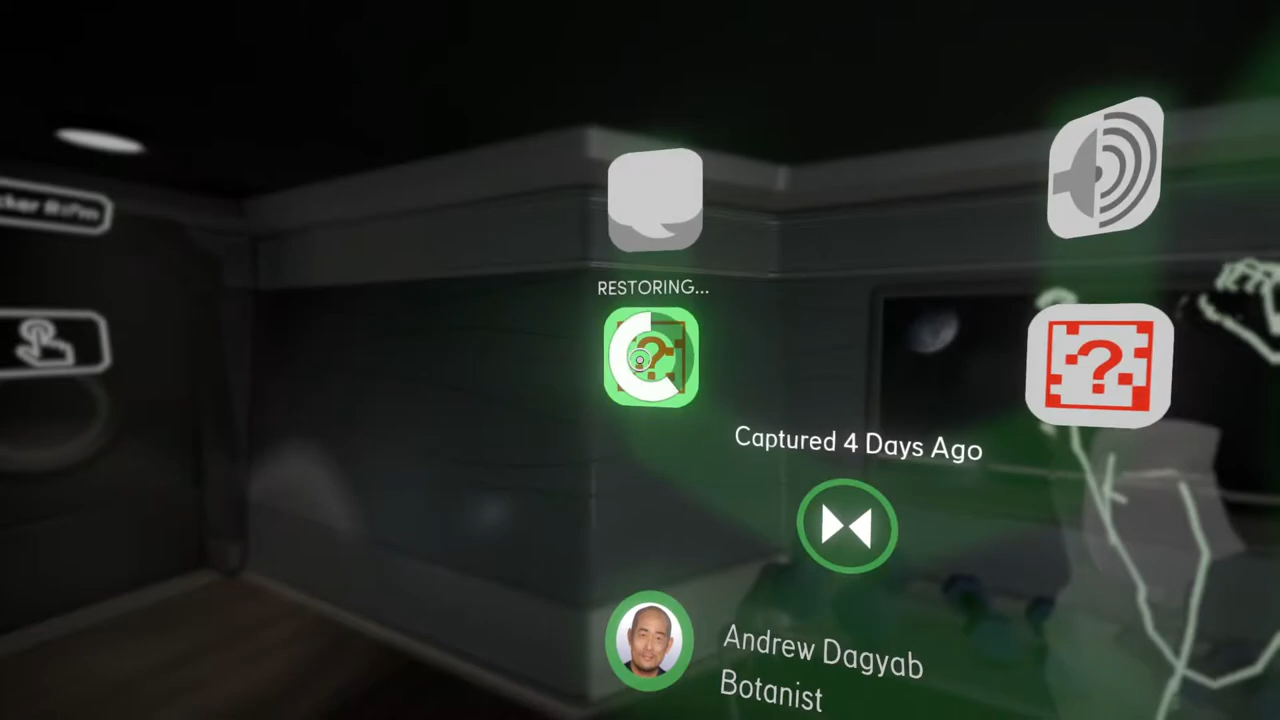 RESTORING...
?
?
Captured 4 Days Ago
Andrew Dagyab
Botanist